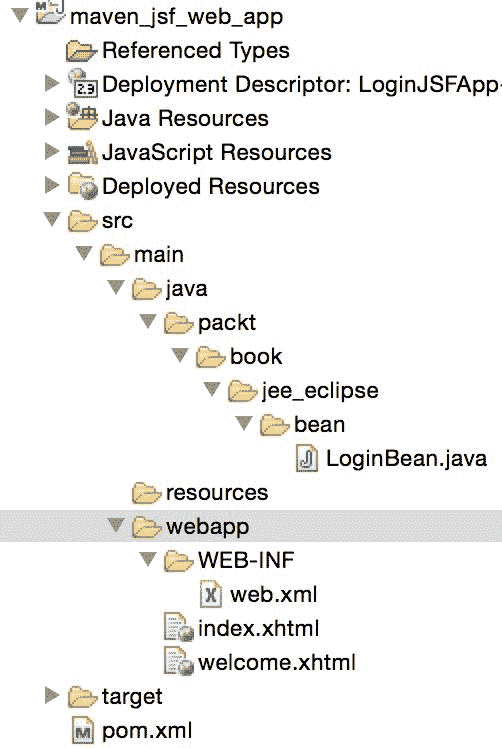 maven_jsf_web_app
Referenced Types
Deployment Descriptor: LoginJSFApp-
Java Resources
JavaScript Resources
Deployed Resources
src
main
java
packt
book
jee_eclipse
bean
LoginBean.java
resources
webapp
WEB-INF
web.xml
index.xhtml
welcome.xhtml
target
pom.xml